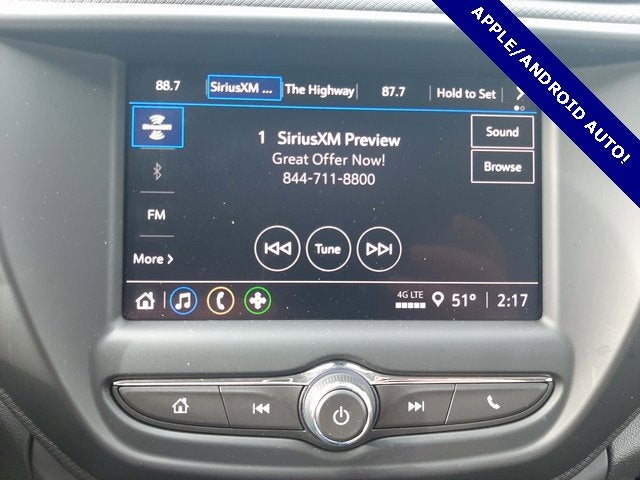 APPLE/ANDROID AUTO!
88.7 SiriusXM ... The Highway 87.7 Hold to Set
1 SiriusXM Preview
Great Offer Now!
844-711-8800
Sound
Browse
FM
Tune
More
4G LTE 51° 2:17